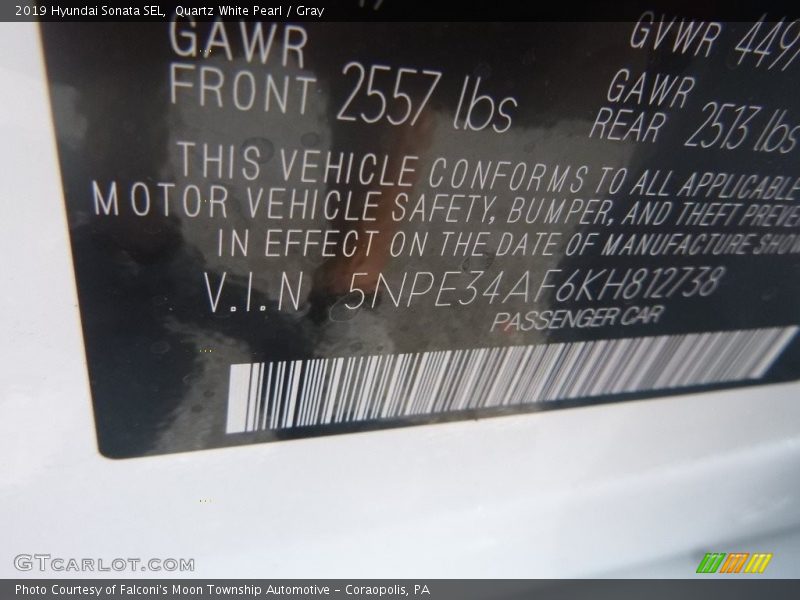 2019 Hyundai Sonata SEL, Quartz White Pearl / Gray
GAWR
FRONT 2557 lbs
GVWR
GAWR
REAR 2513 lbs
THIS VEHICLE CONFORMS TO ALL APPLICABLE
MOTOR VEHICLE SAFETY, BUMPER, AND THEFT
IN EFFECT ON THE DATE OF MANUFACTURE
V.I.N 5NPE34AF6KH812738
PASSENGER CAR
GTCARLOT.COM
Photo Courtesy of Falconi's Moon Township Automotive – Coraopolis, PA